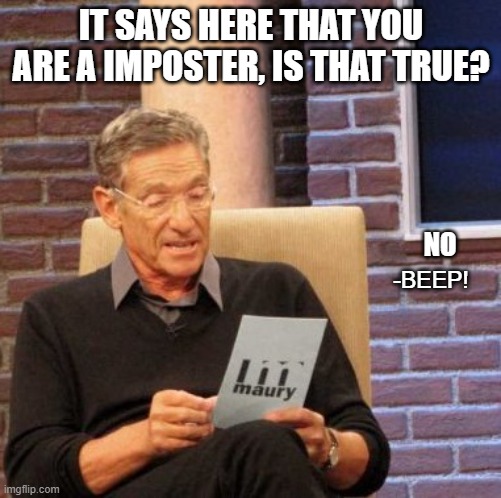 IT SAYS HERE THAT YOU
ARE A IMPOSTER, IS THAT TRUE?
NO
-BEEP!
maury
imgflip.com